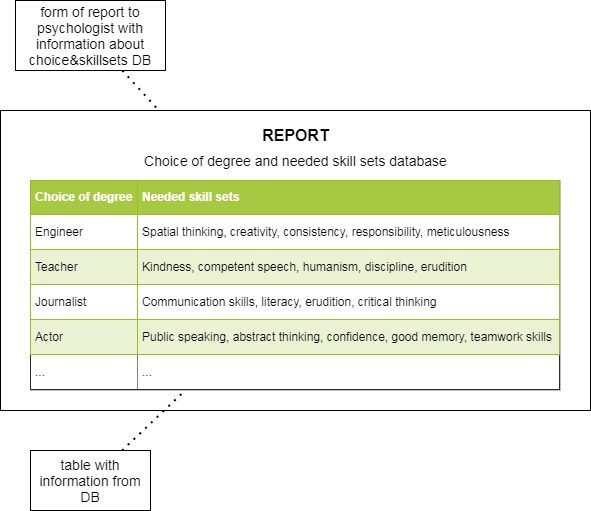 form of report to
psychologist with
information about
choice&skillsets DB
REPORT
Choice of degree and needed skill sets database
Choice of degree Needed skill sets
Engineer Spatial thinking, creativity, consistency, responsibility, meticulousness
Teacher Kindness, competent speech, humanism, discipline, erudition
Journalist Communication skills, literacy, erudition, critical thinking
Actor Public speaking, abstract thinking, confidence, good memory, teamwork skills
... ...
table with
information from
DB